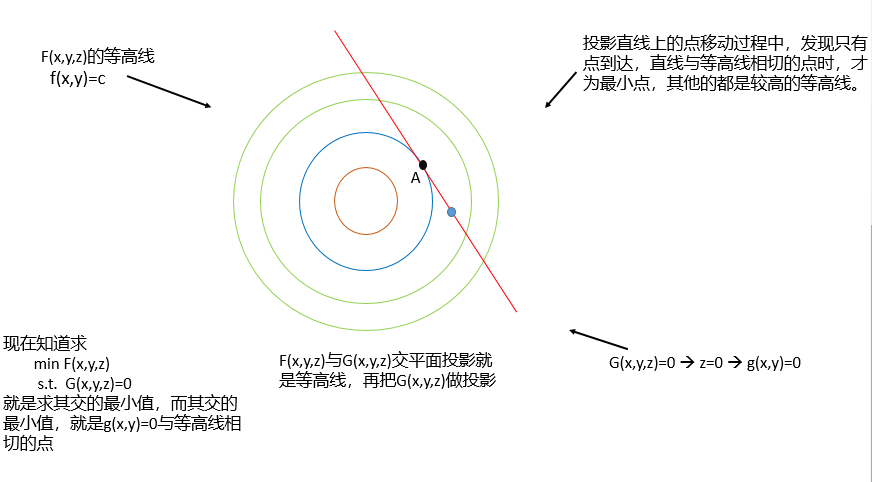 F(x,y,z)的等高线
f(x,y)=c
投影直线上的点移动过程中，发现只有
点到达，直线与等高线相切的点时，才
为最小点，其他的都是较高的等高线。
A
现在知道求
min F(x,y,z)
s.t. G(x,y,z)=0
就是求其交的最小值，而其交的
最小值，就是g(x,y)=0与等高线相
切的点
F(x,y,z)与G(x,y,z)交平面投影就
是等高线，再把G(x,y,z)做投影
G(x,y,z)=0 → z=0 → g(x,y)=0